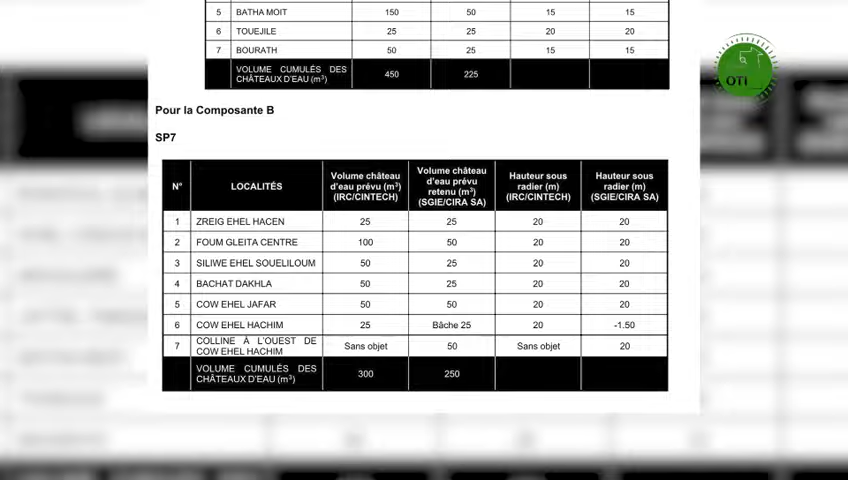 5 BATHA MOIT 150 50 15 15
6 TOUEJILE 25 25 20 20
7 BOURATH 50 25 15 15
VOLUME CUMULÉS DES
CHÂTEAUX D'EAU (m³) 450 225
OTI
Pour la Composante B
SP7
N° LOCALITÉS Volume château d'eau prévu (m³) (IRC/CINTECH) Volume château d'eau prévu retenu (m³) (SGIE/CIRA SA) Hauteur sous radier (m) (IRC/CINTECH) Hauteur sous radier (m) (SGIE/CIRA SA)
1 ZREIG EHEL HACEN 25 25 20 20
2 FOUM GLEITA CENTRE 100 50 20 20
3 SILIWE EHEL SOUELILOUM 50 25 20 20
4 BACHAT DAKHLA 50 25 20 20
5 COW EHEL JAFAR 50 50 20 20
6 COW EHEL HACHIM 25 Bâche 25 20 -1.50
7 COLLINE À L'OUEST DE
COW EHEL HACHIM Sans objet 50 Sans objet 20
VOLUME CUMULÉS DES
CHÂTEAUX D'EAU (m³) 300 250